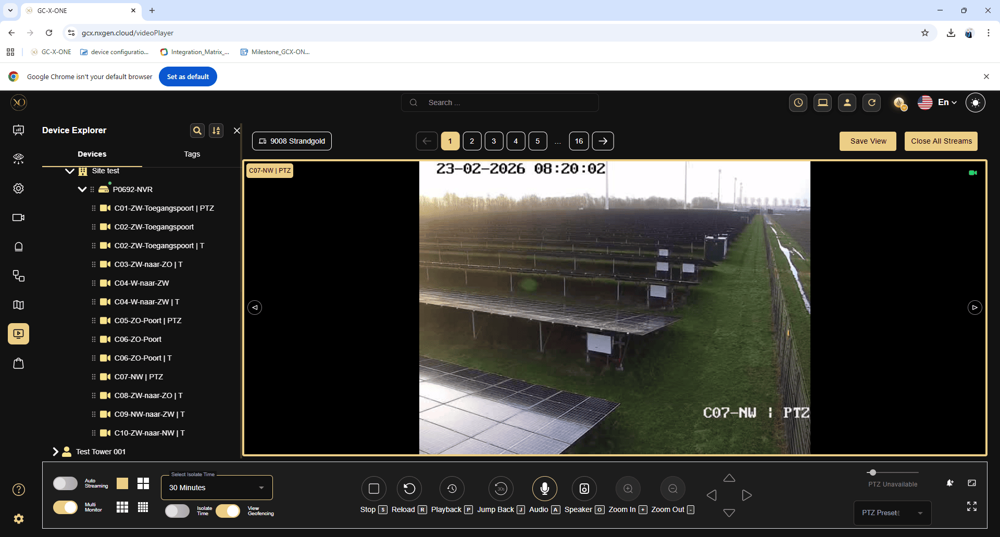 GC-X-ONE
gcx.nxgen.cloud/videoPlayer
GC-X-ONE
device configuratio...
Integration_Matrix_...
Milestone_GCX-ON...
Google Chrome isn't your default browser
Set as default
XO
Search ...
En
Device Explorer
Devices
Tags
9008 Strandgold
1
2
3
4
5
...
16
Save View
Close All Streams
Site test
P0692-NVR
C01-ZW-Toegangspoort | PTZ
C02-ZW-Toegangspoort
C02-ZW-Toegangspoort | T
C03-ZW-naar-ZO | T
C04-W-naar-ZW
C04-W-naar-ZW | T
C05-ZO-Poort | PTZ
C06-ZO-Poort
C06-ZO-Poort | T
C07-NW | PTZ
C08-ZW-naar-ZO | T
C09-NW-naar-ZW | T
C10-ZW-naar-NW | T
Test Tower 001
C07-NW | PTZ
23-02-2026 08:20:02
C07-NW | PTZ
Auto Streaming
Multi Monitor
Select Isolate Time
30 Minutes
Isolate Time
View Geofencing
Stop S
Reload R
Playback P
30s
Jump Back J
Audio A
Speaker O
Zoom In +
Zoom Out -
PTZ Unavailable
PTZ Preset